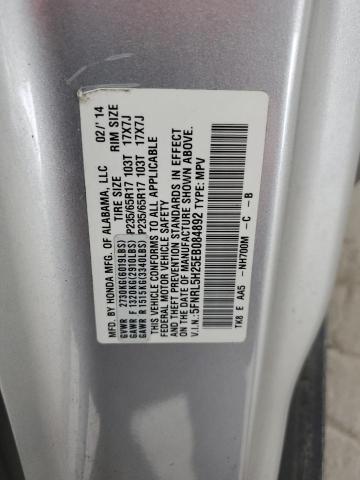 MFD. BY HONDA MFG. OF ALABAMA, LLC 02/' 14
TIRE SIZE RIM SIZE
GVWR 2730KG(6019LBS)
GAWR F 1320KG(2910LBS) P235/65R17 103T 17X7J
GAWR R 1515KG(3340LBS) P235/65R17 103T 17X7J
THIS VEHICLE CONFORMS TO ALL APPLICABLE
FEDERAL MOTOR VEHICLE SAFETY AND THEFT
PREVENTION STANDARDS IN EFFECT
ON THE DATE OF MANUFACTURE SHOWN ABOVE.
V.I.N:5FNRL5H25EB084892 TYPE: MPV
TK8 E AA5 - NH700M - C - B